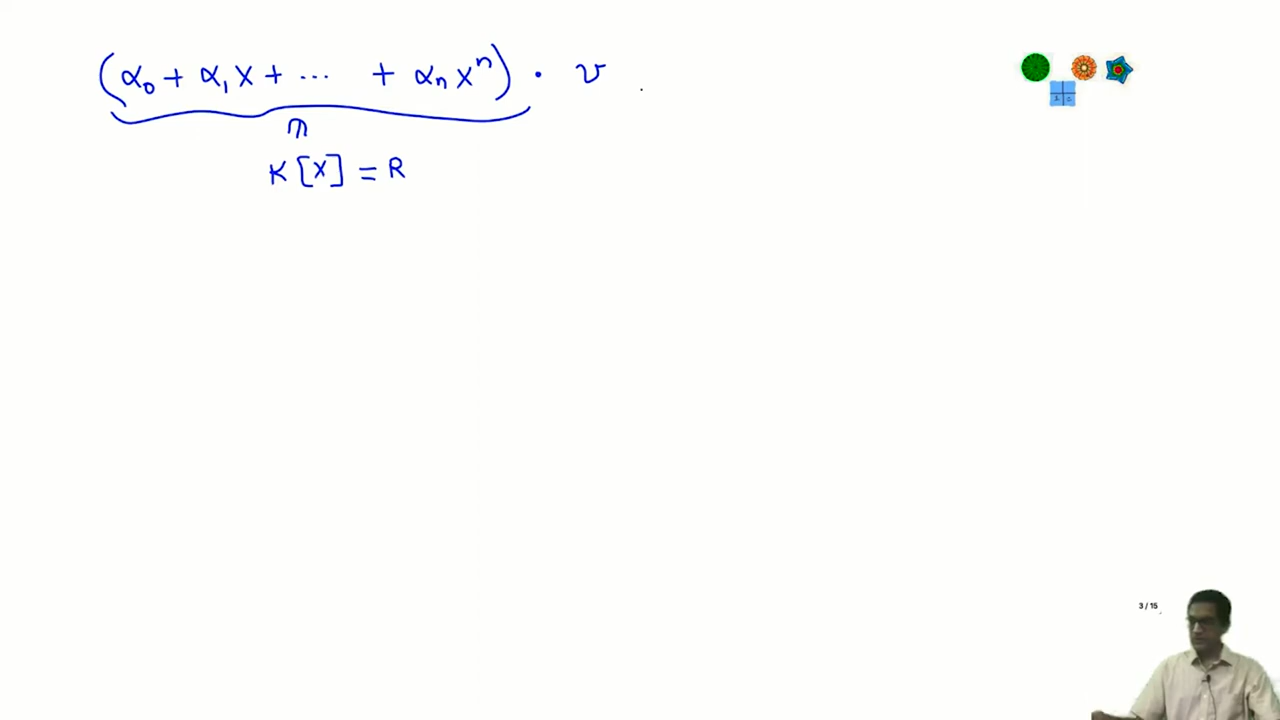 (α₀ + α₁x + ... + αₙxⁿ) · v
∩
K[x] = R
3 / 15